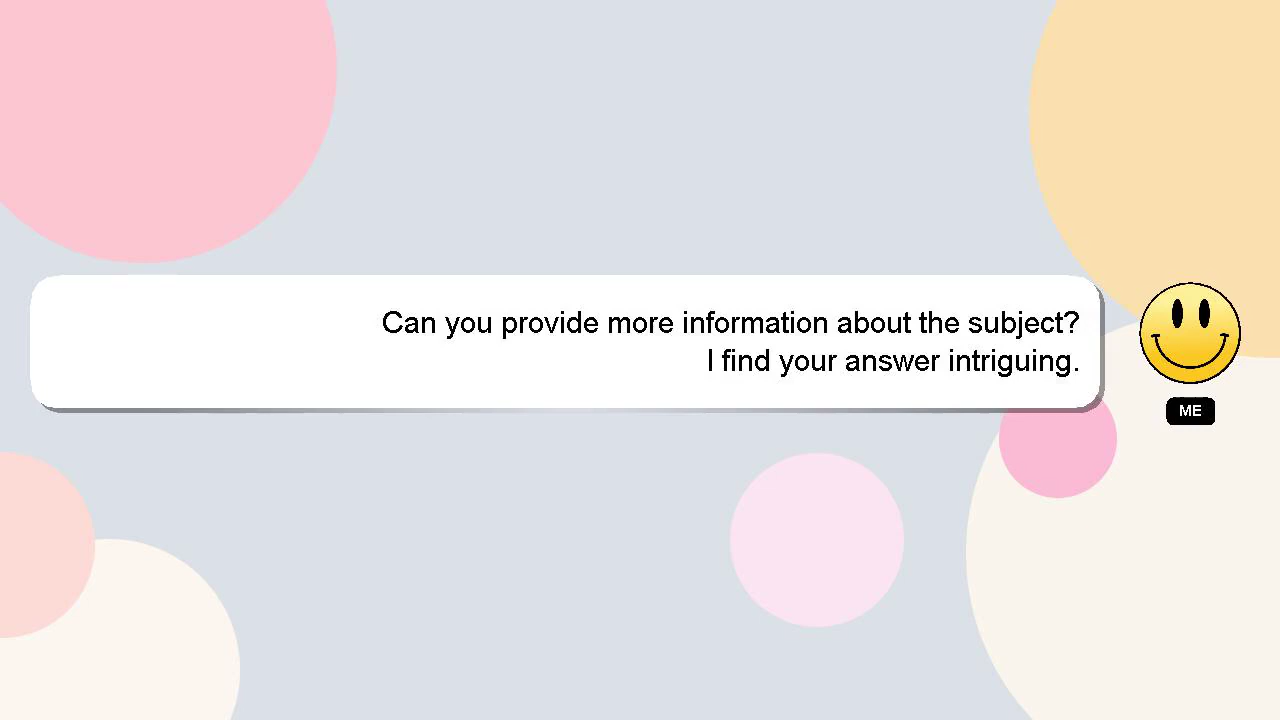 Can you provide more information about the subject?
I find your answer intriguing.
ME